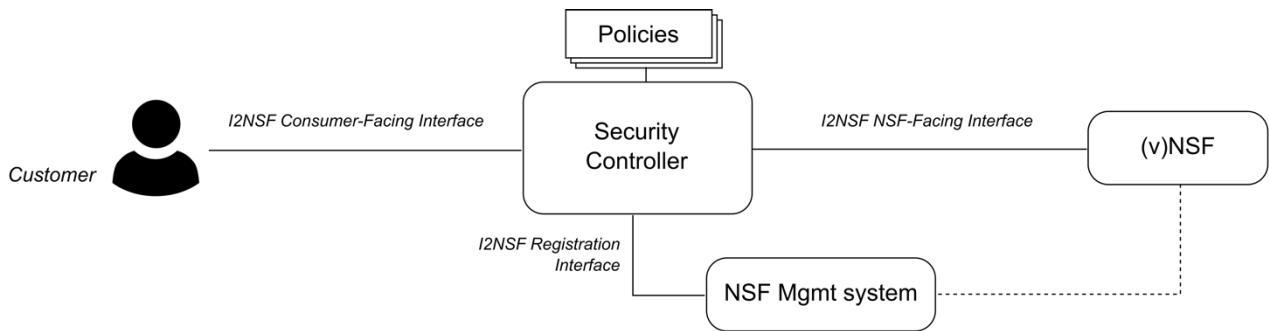 Policies
I2NSF Consumer-Facing Interface
Security
Controller
I2NSF NSF-Facing Interface
(v)NSF
Customer
I2NSF Registration
Interface
NSF Mgmt system